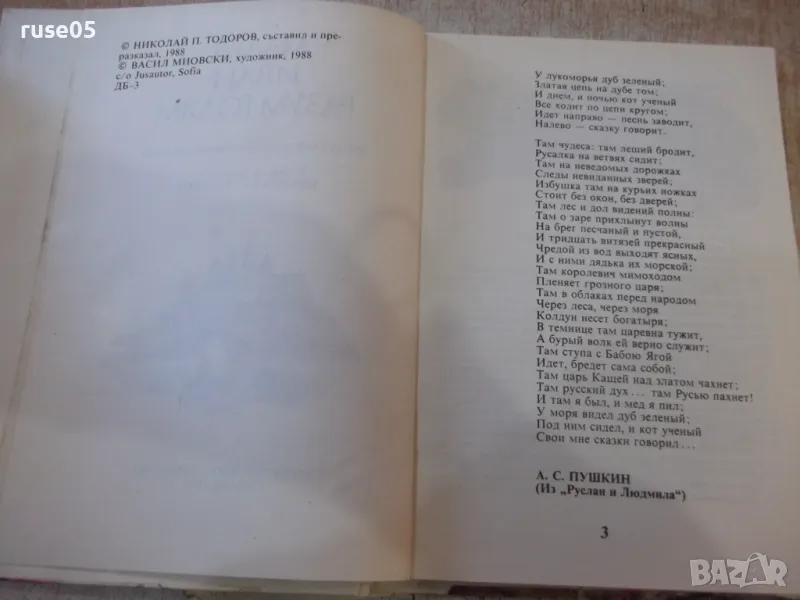 ruse05
© НИКОЛАЙ П. ТОДОРОВ, съставил и пре-
разказал, 1988
© ВАСИЛ МИОВСКИ, художник, 1988
c/o Jusautor, Sofia
ДБ-3
У лукоморья дуб зеленый;
Златая цепь на дубе том;
И днем, и ночью кот ученый
Все ходит по цепи кругом;
Идет направо — песнь заводит,
Налево — сказку говорит.
Там чудеса: там леший бродит,
Русалка на ветвях сидит;
Там на неведомых дорожках
Следы невиданных зверей;
Избушка там на курьих ножках
Стоит без окон, без дверей;
Там лес и дол видений полны:
Там о заре прихлынут волны
На брег песчаный и пустой,
И тридцать витязей прекрасный
Чредой из вод выходят ясных,
И с ними дядька их морской;
Там королевич мимоходом
Пленяет грозного царя;
Там в облаках перед народом
Через леса, через моря
Колдун несет богатыря;
В темнице там царевна тужит,
А бурый волк ей верно служит;
Там ступа с Бабою Ягой
Идет, бредет сама собой;
Там царь Кащей над златом чахнет;
Там русский дух... там Русью пахнет!
И там я был, и мед я пил;
У моря видел дуб зеленый;
Под ним сидел, и кот ученый
Свои мне сказки говорил...
А. С. ПУШКИН
(Из „Руслан и Людмила“)
3
BAZAR